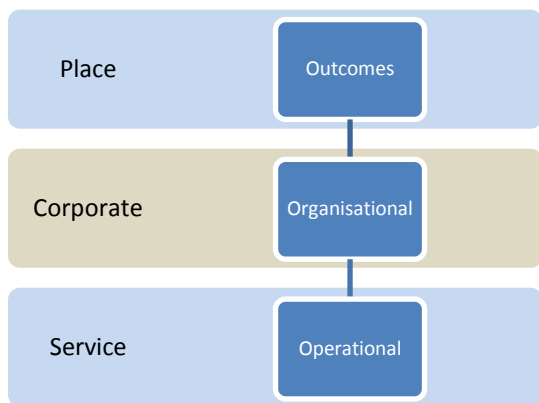 Place
Outcomes
Corporate
Organisational
Service
Operational